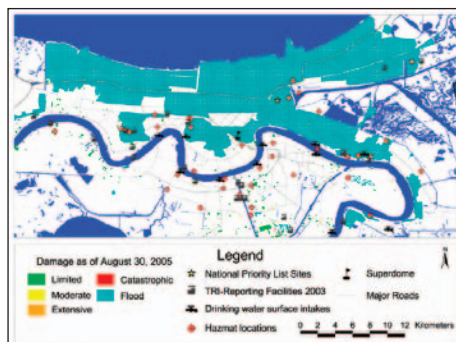 Damage as of August 30, 2005
Limited
Catastrophic
Moderate
Flood
Extensive
Legend
National Priority List Sites
Superdome
TRI-Reporting Facilities 2003
Major Roads
Drinking water surface intakes
Hazmat locations
Kilometers
0 2 4 6 8 10 12
N